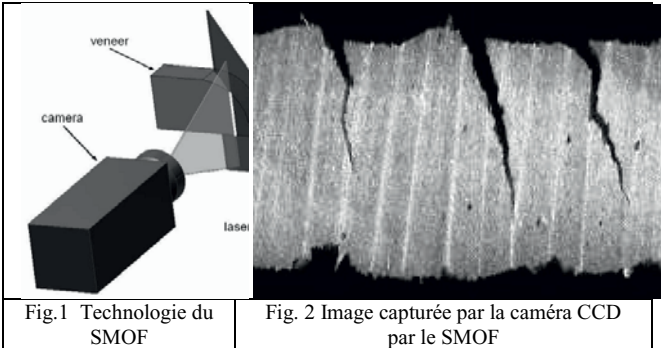 veneer
camera
laser
Fig.1 Technologie du
SMOF
Fig. 2 Image capturée par la caméra CCD
par le SMOF